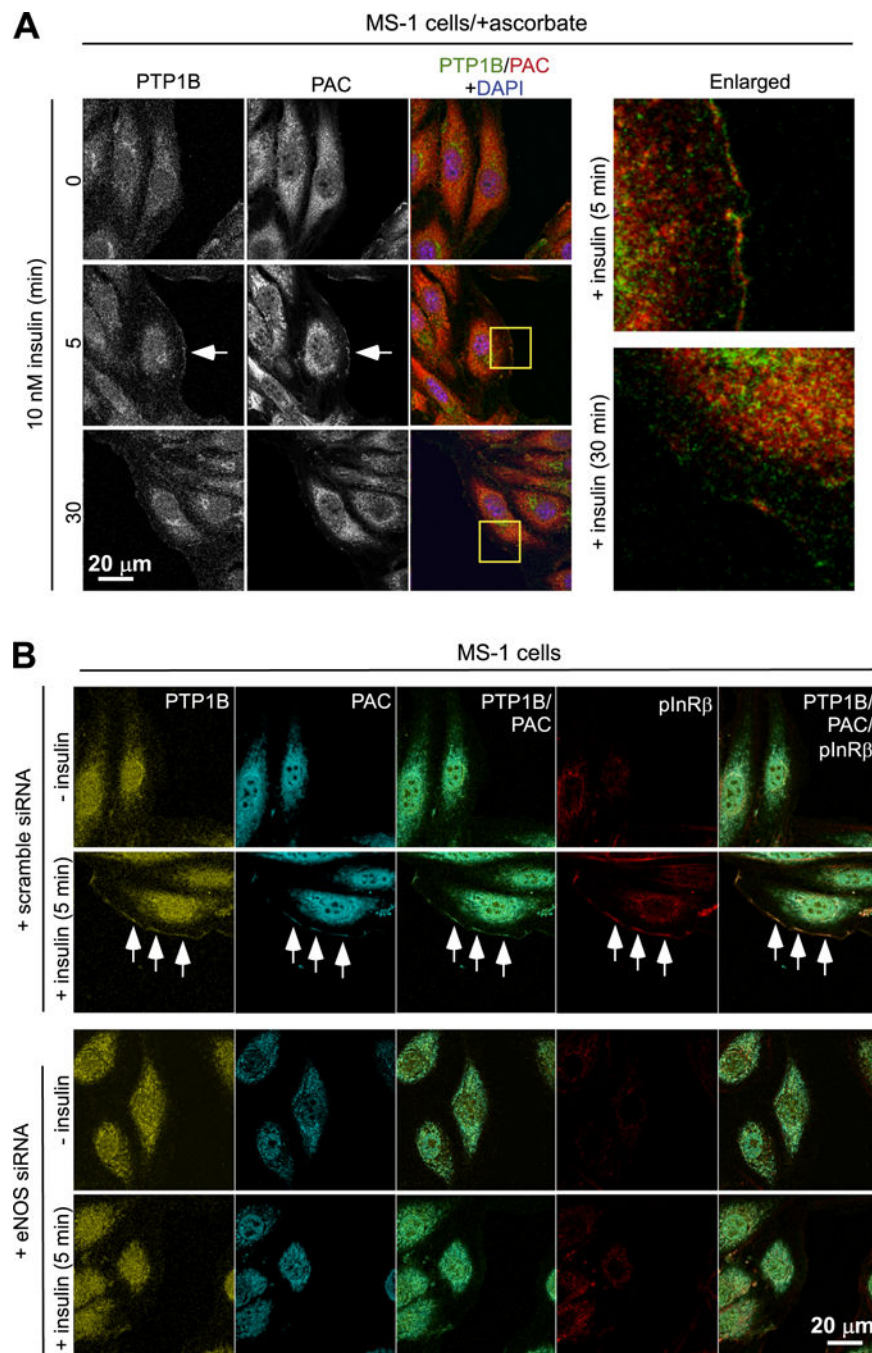 A
MS-1 cells/+ascorbate
PTP1B
PAC
PTP1B/PAC
+DAPI
Enlarged
10 nM insulin (min)
0
5
30
20 μm
+ insulin (5 min)
+ insulin (30 min)
B
MS-1 cells
PTP1B
PAC
PTP1B/
PAC
pInRβ
PTP1B/
PAC/
pInRβ
+ scramble siRNA
- insulin
+ insulin (5 min)
+ eNOS siRNA
- insulin
+ insulin (5 min)
20 μm